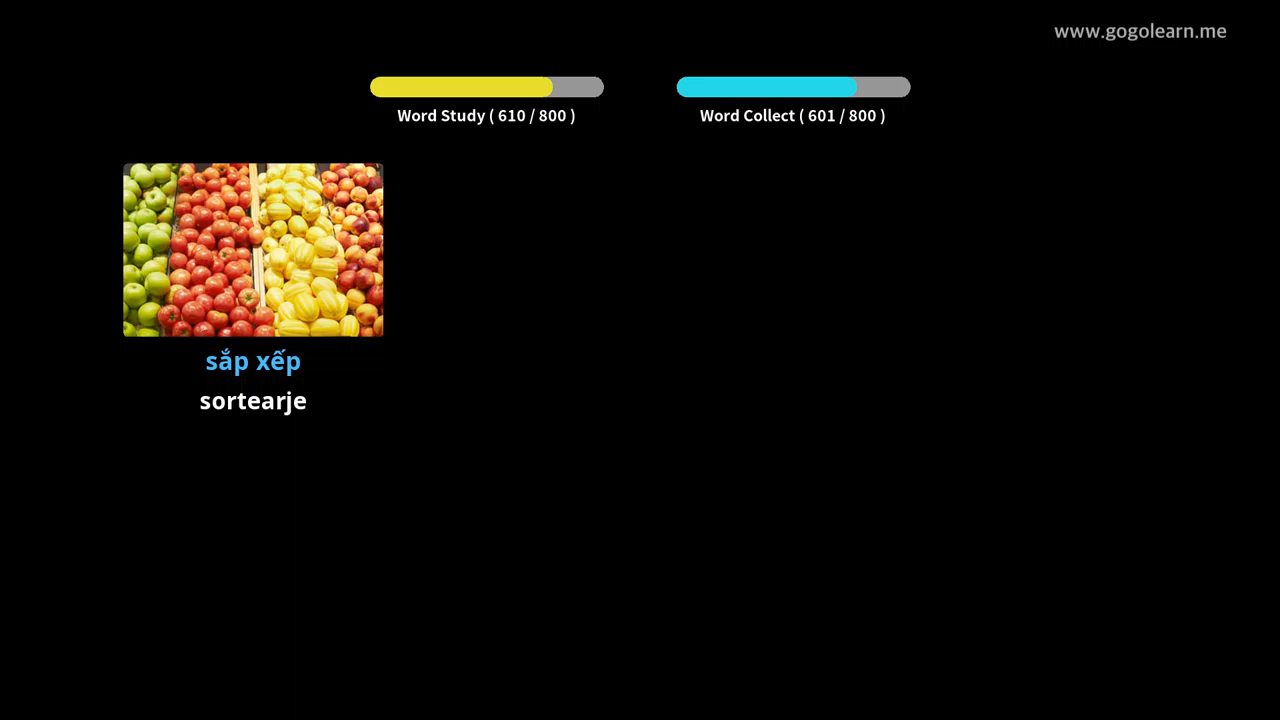 www.gogolearn.me
Word Study ( 610 / 800 )
Word Collect ( 601 / 800 )
sắp xếp
sortearje